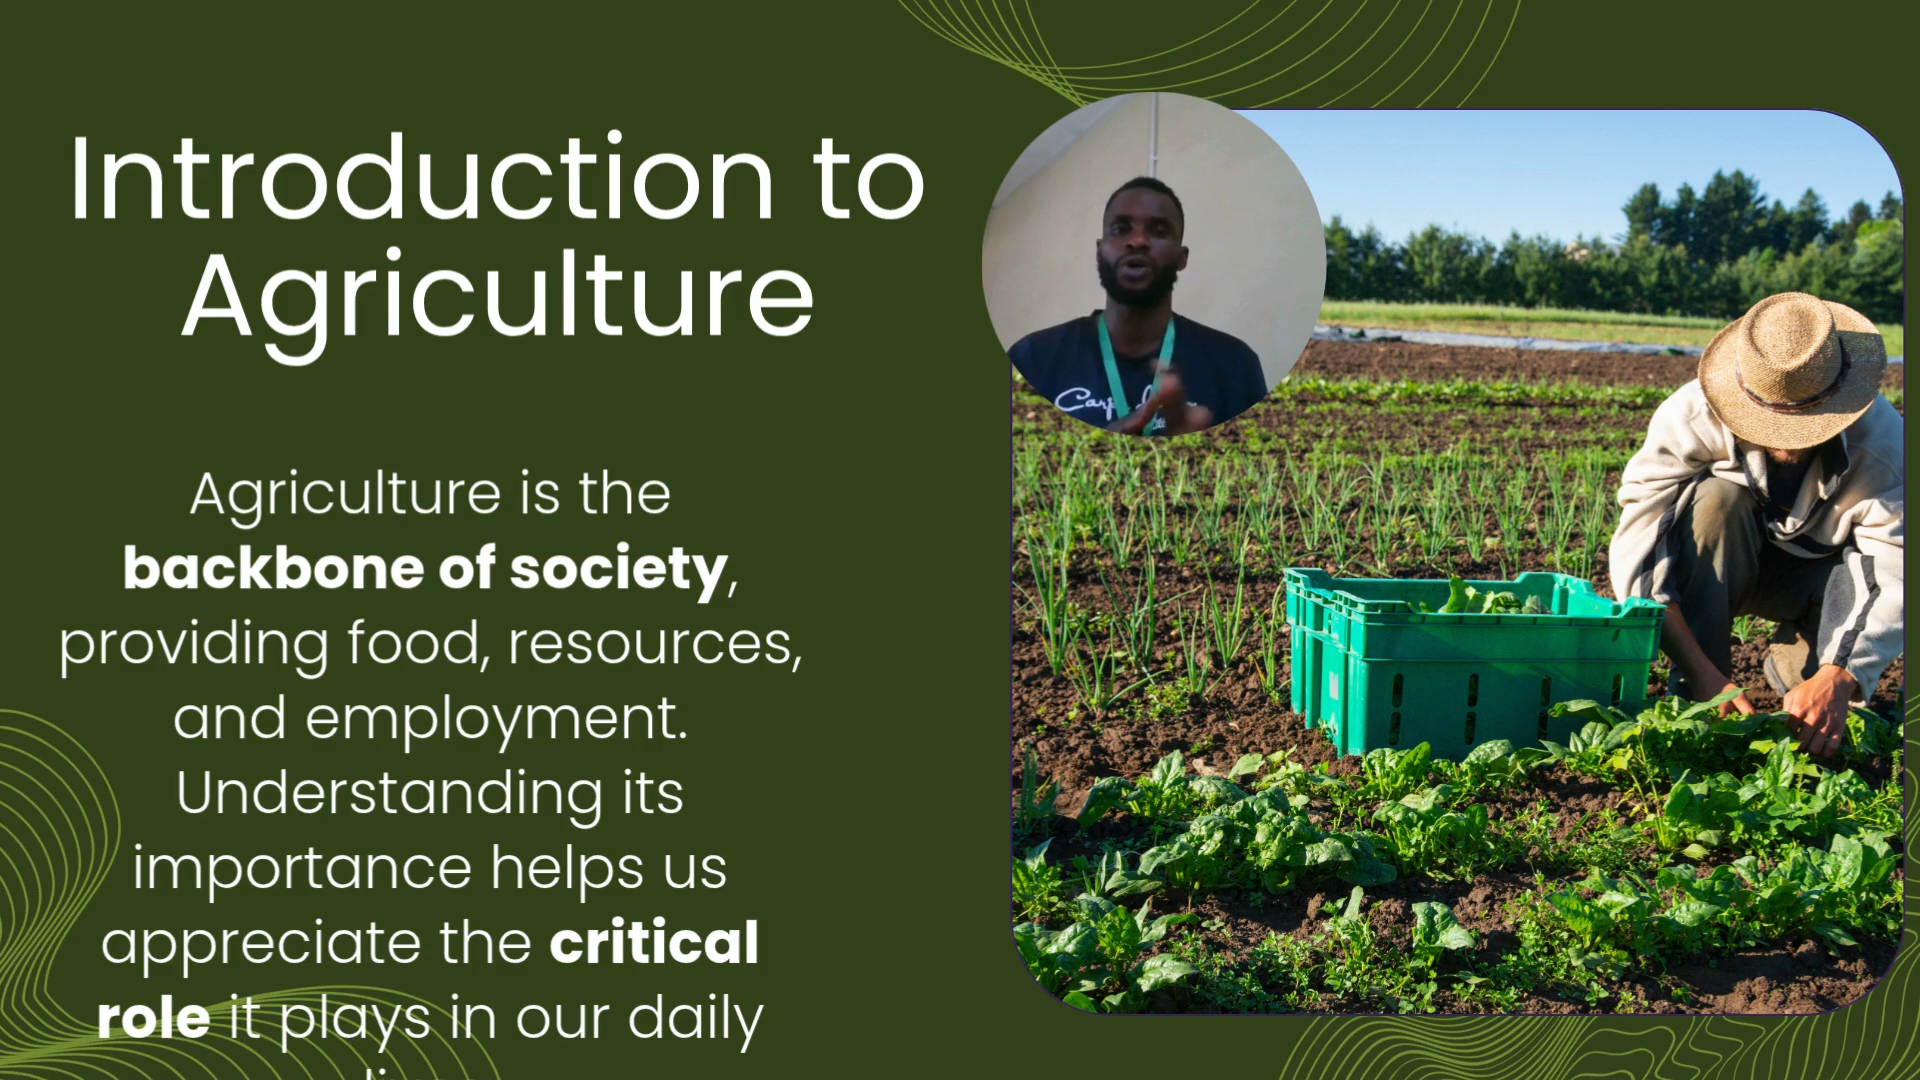 Introduction to
Agriculture
Agriculture is the
backbone of society,
providing food, resources,
and employment.
Understanding its
importance helps us
appreciate the critical
role it plays in our daily